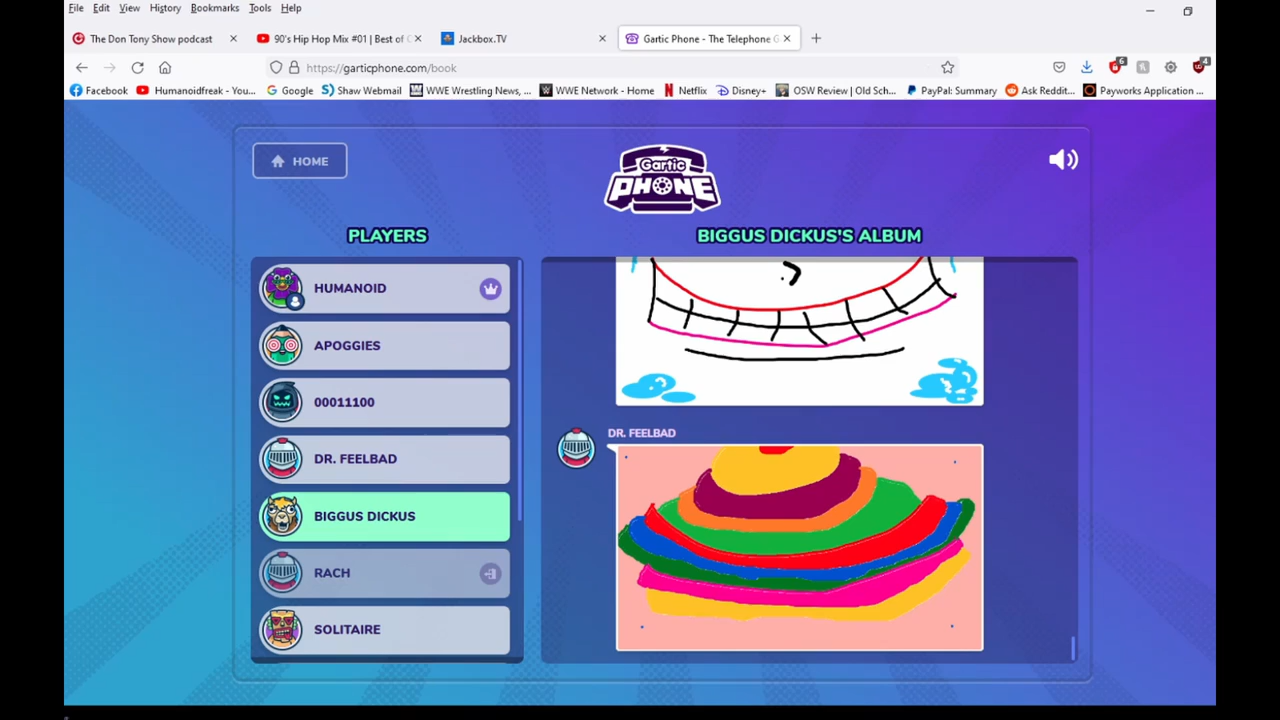 File Edit View History Bookmarks Tools Help
The Don Tony Show podcast 90's Hip Hop Mix #01 | Best of Jackbox.TV Gartic Phone - The Telephone G
https://garticphone.com/book
Facebook Humanoidfreak - You... Google Shaw Webmail WWE Wrestling News, ... WWE Network - Home Netflix Disney+ OSW Review | Old Sch... PayPal: Summary Ask Reddit... Payworks Application ...
6
4
HOME
Gartic
PHONE
PLAYERS
BIGGUS DICKUS'S ALBUM
HUMANOID
APOGGIES
00011100
DR. FEELBAD
BIGGUS DICKUS
RACH
SOLITAIRE
DR. FEELBAD